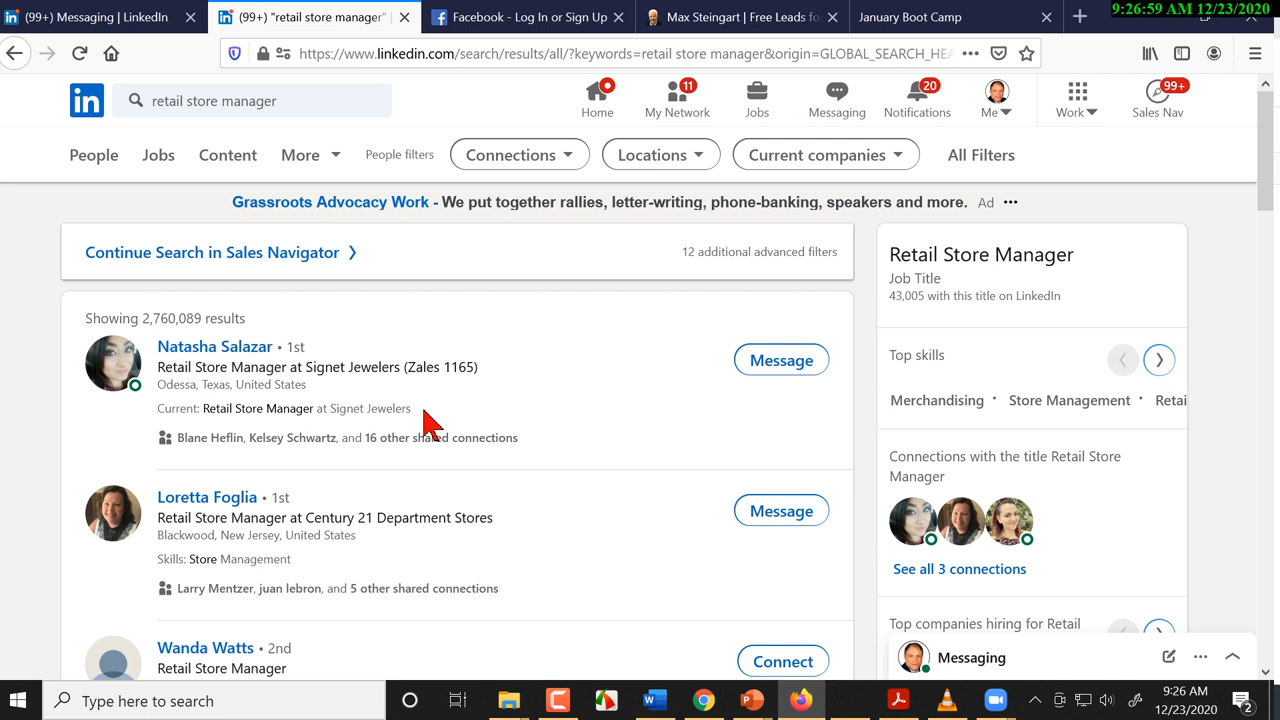 9:26:59 AM 12/23/2020
(99+) Messaging | LinkedIn
(99+) "retail store manager"
Facebook - Log In or Sign Up
Max Steingart | Free Leads for
January Boot Camp
https://www.linkedin.com/search/results/all/?keywords=retail store manager&origin=GLOBAL_SEARCH_HEA
in
retail store manager
Home
11
My Network
Jobs
Messaging
20
Notifications
Me
Work
99+
Sales Nav
People
Jobs
Content
More
People filters
Connections
Locations
Current companies
All Filters
Grassroots Advocacy Work - We put together rallies, letter-writing, phone-banking, speakers and more. Ad
Continue Search in Sales Navigator
12 additional advanced filters
Showing 2,760,089 results
Natasha Salazar • 1st
Retail Store Manager at Signet Jewelers (Zales 1165)
Odessa, Texas, United States
Current: Retail Store Manager at Signet Jewelers
Blane Heflin, Kelsey Schwartz, and 16 other shared connections
Message
Loretta Foglia • 1st
Retail Store Manager at Century 21 Department Stores
Blackwood, New Jersey, United States
Skills: Store Management
Larry Mentzer, juan lebron, and 5 other shared connections
Message
Wanda Watts • 2nd
Retail Store Manager
Connect
Retail Store Manager
Job Title
43,005 with this title on LinkedIn
Top skills
Merchandising • Store Management • Retai
Connections with the title Retail Store
Manager
See all 3 connections
Top companies hiring for Retail
Messaging
Type here to search
9:26 AM
12/23/2020
2